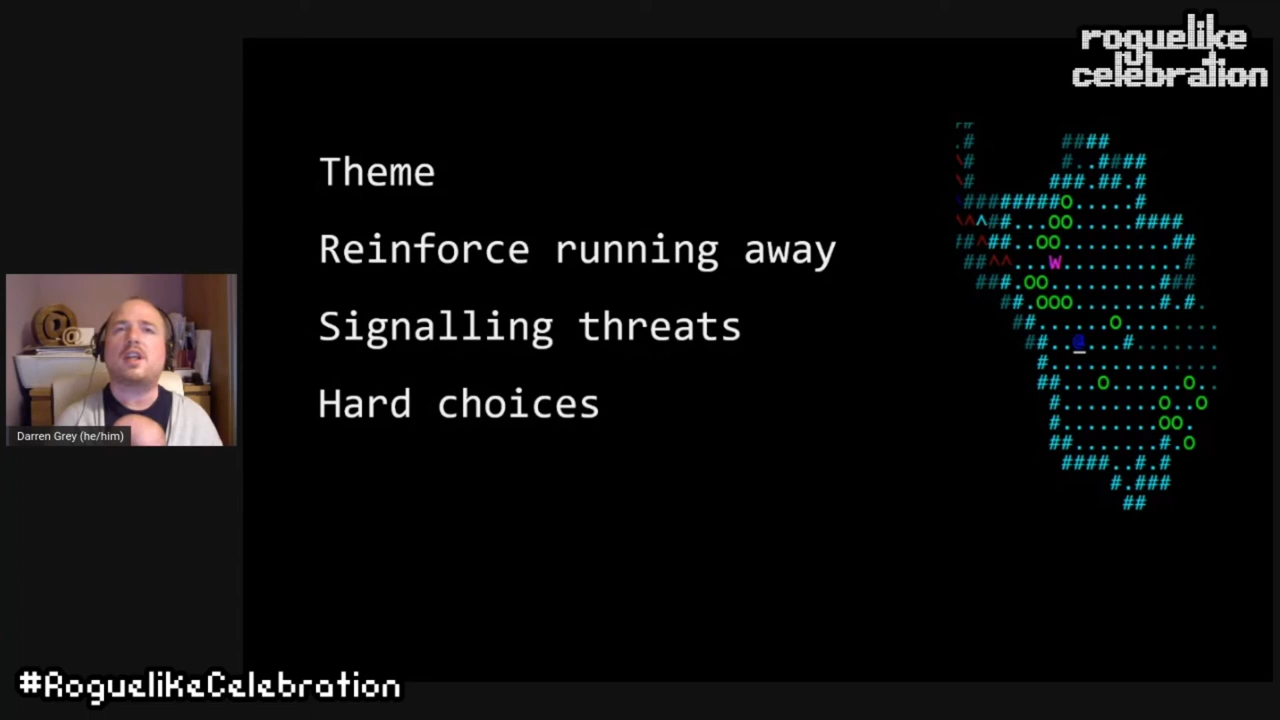 roguelike
celebration
Theme
Reinforce running away
Signalling threats
Hard choices
Darren Grey (he/him)
#RoguelikeCelebration